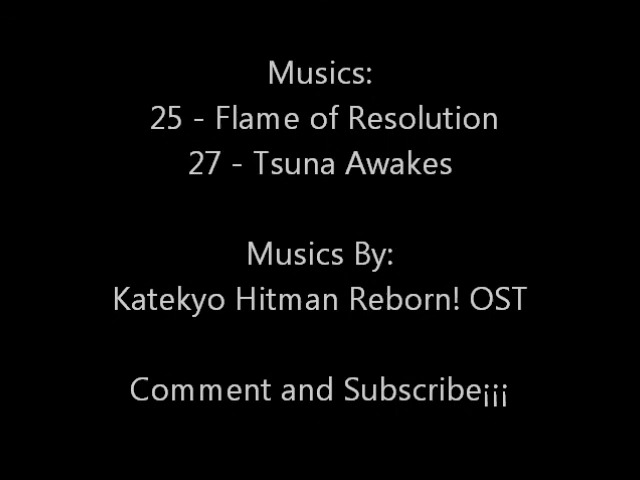 Musics:
25 - Flame of Resolution
27 - Tsuna Awakes
Musics By:
Katekyo Hitman Reborn! OST
Comment and Subscribe¡¡¡